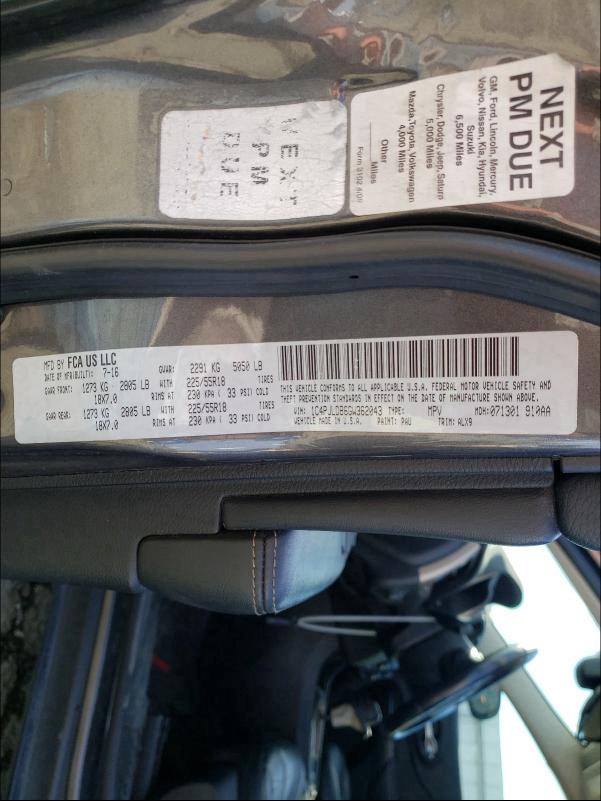 NEXT
PM DUE
GM, Ford, Lincoln, Mercury,
Volvo, Nissan, Kia, Hyundai,
Suzuki
6,500 Miles
Chrysler, Dodge, Jeep, Saturn
5,000 Miles
Mazda, Toyota, Volkswagen
4,000 Miles
Other
Miles
Form 3102
NEXT
PM
DUE
MFD BY FCA US LLC
DATE OF MFR(BUILT): 7-16
GVWR: 2291 KG 5050 LB
GAWR FRONT: 1273 KG 2805 LB WITH 225/55R18 TIRES
18X7.0 RIMS AT 230 KPA ( 33 PSI) COLD
GAWR REAR: 1273 KG 2805 LB WITH 225/55R18 TIRES
18X7.0 RIMS AT 230 KPA ( 33 PSI) COLD
THIS VEHICLE CONFORMS TO ALL APPLICABLE U.S.A. FEDERAL MOTOR VEHICLE SAFETY AND
THEFT PREVENTION STANDARDS IN EFFECT ON THE DATE OF MANUFACTURE SHOWN ABOVE.
VIN: 1C4PJLDB6GW362043 TYPE: MPV MDH: 071301 910AA
VEHICLE MADE IN U.S.A. PAINT: PAU TRIM: ALX9